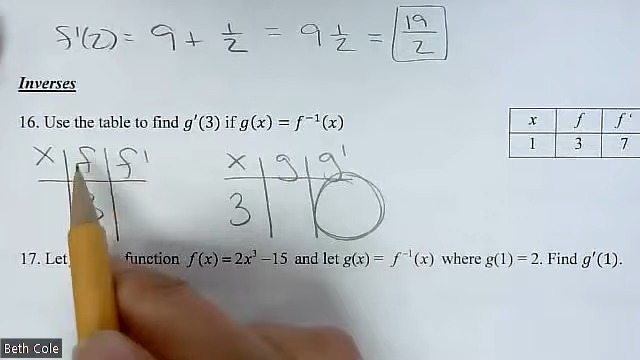 f'(2) = 9 + 1/2 = 9 1/2 = 19/2
Inverses
16. Use the table to find g′(3) if g(x) = f⁻¹(x)
x f f'
1 3 7
x f f'
3
x g g'
3
17. Let function f(x) = 2x³ −15 and let g(x) = f⁻¹(x) where g(1) = 2. Find g′(1).
Beth Cole